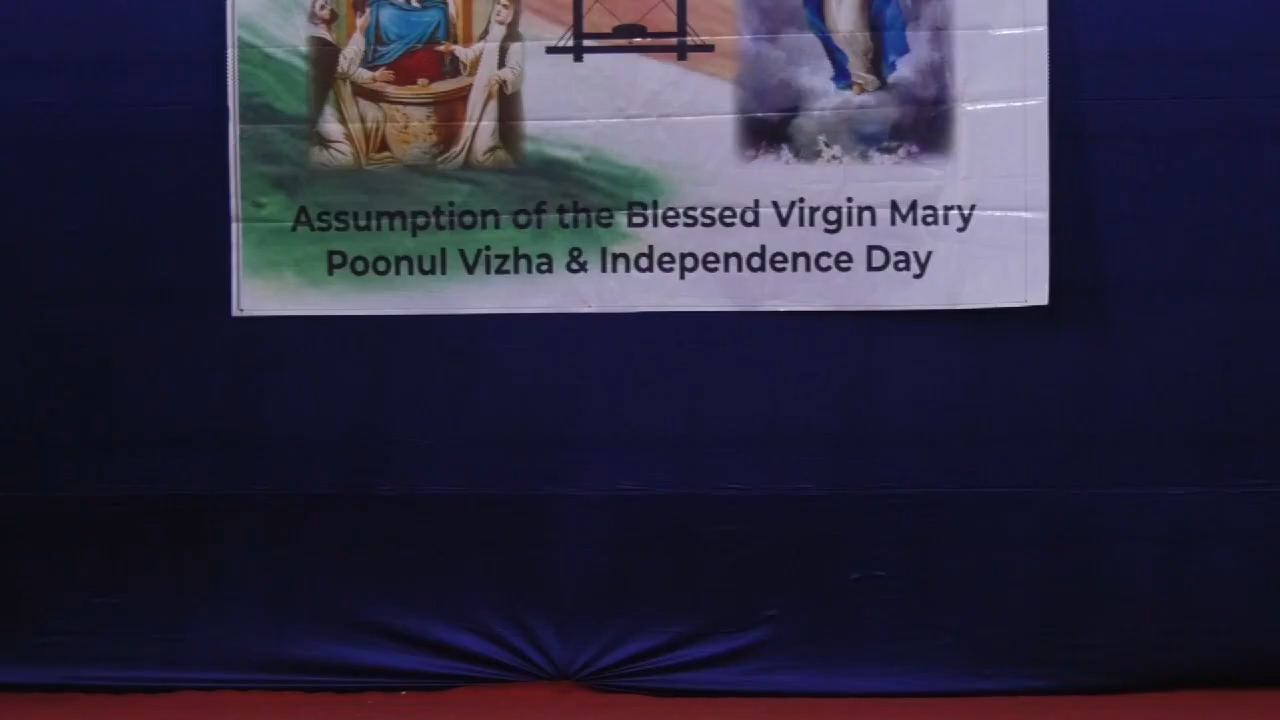 Assumption of the Blessed Virgin Mary
Poonul Vizha & Independence Day